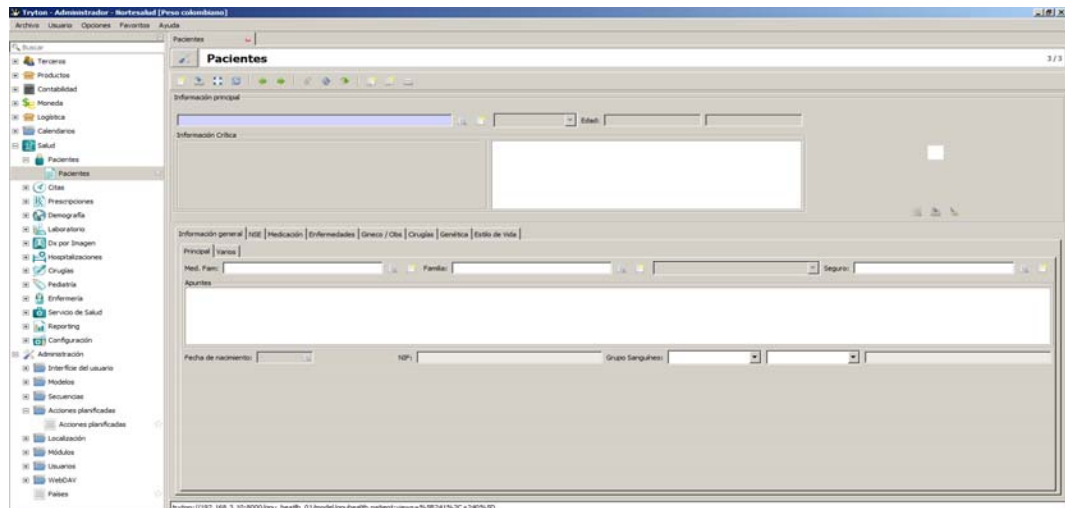 Tryton - Administrador - Nortesalud [Peso colombiano]
Archivo Usuario Opciones Favoritos Ayuda
Buscar
Terceros
Productos
Contabilidad
Moneda
Logística
Calendarios
Salud
Pacientes
Pacientes
Citas
Prescripciones
Demografía
Laboratorio
Dx por Imagen
Hospitalizaciones
Cirugías
Pediatría
Enfermería
Servicio de Salud
Reporting
Configuración
Administración
Interfície del usuario
Modelos
Secuencias
Acciones planificadas
Acciones planificadas
Localización
Módulos
Usuarios
WebDAV
Países
Pacientes
Pacientes
3/3
Información principal
Edad:
Información Crítica
Información general NSE Medicación Enfermedades Gineco / Obs Cirugías Genética Estilo de Vida
Principal Varios
Med. Fam: Familia: Seguro:
Apuntes
Fecha de nacimiento: NIF: Grupo Sanguíneo: